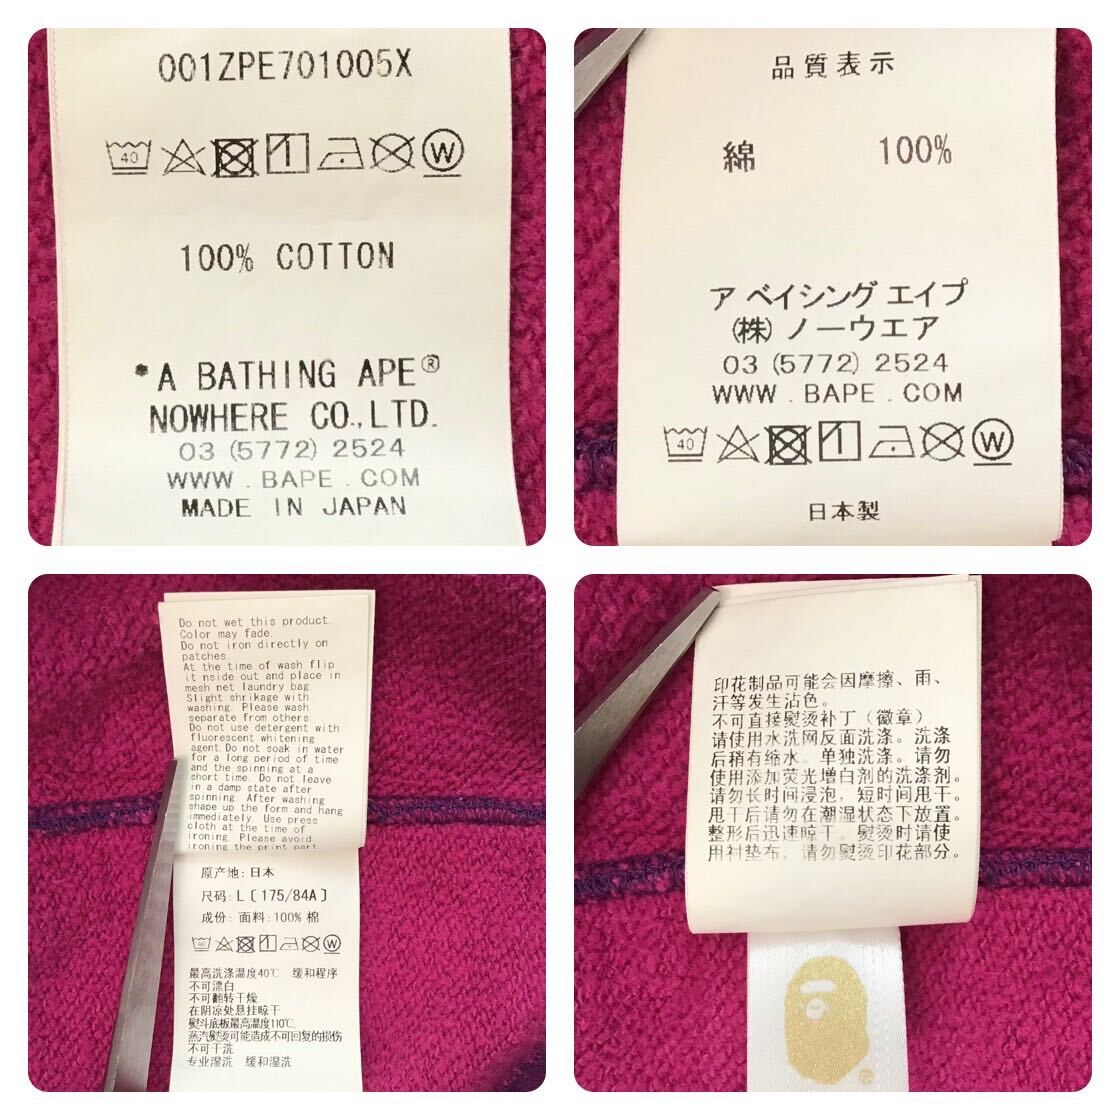 001ZPE701005X
40 W
100% COTTON
*A BATHING APE®
NOWHERE CO.,LTD.
03 (5772) 2524
WWW . BAPE . COM
MADE IN JAPAN
品質表示
綿 100%
ア ベイシング エイプ
(株) ノーウエア
03 (5772) 2524
WWW . BAPE . COM
40 W
日本製
Do not wet this product.
Color may fade.
Do not iron directly on
patches.
At the time of wash flip
it nside out and place in
mesh net laundry bag.
Slight shrikage with
washing. Please wash
separate from others.
Do not use detergent with
fluorescent whitening
agent.Do not soak in water
for a long period of time
and the spinning at a
short time. Do not leave
in a damp state after
spinning. After washing
shape up the form and hang
immediately. Use press
cloth at the time of
ironing. Please avoid
ironing the print part.
原产地: 日本
尺码: L〔175/84A〕
成份: 面料:100% 棉
40 W
最高洗涤温度40℃ 缓和程序
不可漂白
不可翻转干燥
在阴凉处悬挂晾干
熨斗底板最高温度110℃,
蒸汽熨烫可能造成不可回复的损伤
不可干洗
专业湿洗 缓和湿洗
印花制品可能会因摩擦、雨、
汗等发生沾色。
不可直接熨烫补丁（徽章）
请使用水洗网反面洗涤。洗涤
后稍有缩水。单独洗涤。请勿
使用添加荧光增白剂的洗涤剂。
请勿长时间浸泡，短时间甩干。
甩干后请勿在潮湿状态下放置。
整形后迅速晾干。熨烫时请使
用衬垫布，请勿熨烫印花部分。